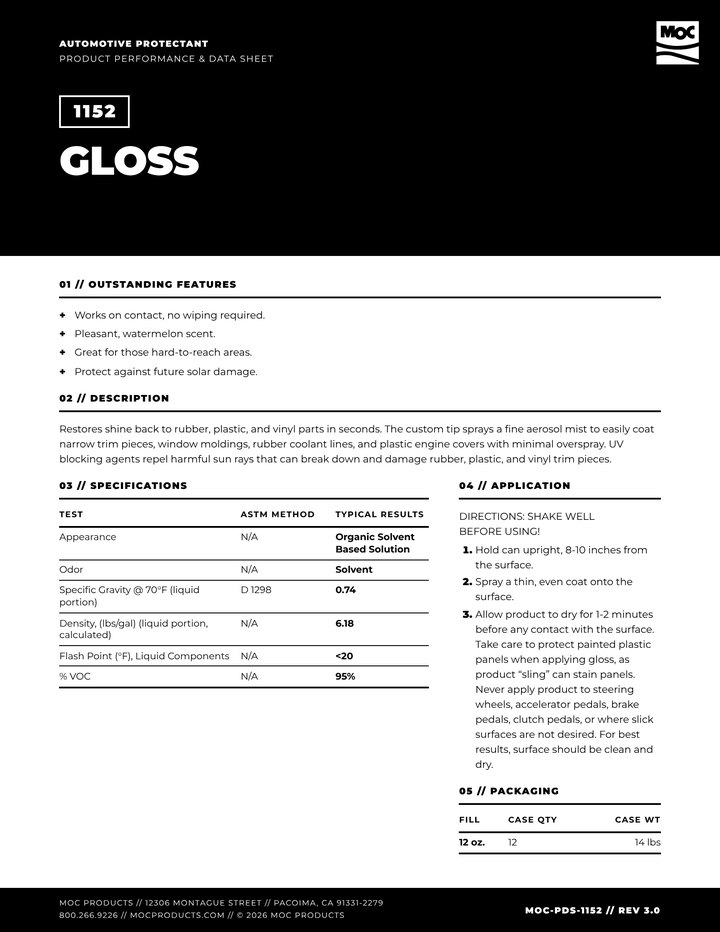 AUTOMOTIVE PROTECTANT
PRODUCT PERFORMANCE & DATA SHEET
MOC
1152
GLOSS
01 // OUTSTANDING FEATURES
+ Works on contact, no wiping required.
+ Pleasant, watermelon scent.
+ Great for those hard-to-reach areas.
+ Protect against future solar damage.
02 // DESCRIPTION
Restores shine back to rubber, plastic, and vinyl parts in seconds. The custom tip sprays a fine aerosol mist to easily coat
narrow trim pieces, window moldings, rubber coolant lines, and plastic engine covers with minimal overspray. UV
blocking agents repel harmful sun rays that can break down and damage rubber, plastic, and vinyl trim pieces.
03 // SPECIFICATIONS
TEST ASTM METHOD TYPICAL RESULTS
Appearance N/A Organic Solvent
Based Solution
Odor N/A Solvent
Specific Gravity @ 70°F (liquid D 1298 0.74
portion)
Density, (lbs/gal) (liquid portion, N/A 6.18
calculated)
Flash Point (°F), Liquid Components N/A <20
% VOC N/A 95%
04 // APPLICATION
DIRECTIONS: SHAKE WELL
BEFORE USING!
1. Hold can upright, 8-10 inches from
the surface.
2. Spray a thin, even coat onto the
surface.
3. Allow product to dry for 1-2 minutes
before any contact with the surface.
Take care to protect painted plastic
panels when applying gloss, as
product “sling” can stain panels.
Never apply product to steering
wheels, accelerator pedals, brake
pedals, clutch pedals, or where slick
surfaces are not desired. For best
results, surface should be clean and
dry.
05 // PACKAGING
FILL CASE QTY CASE WT
12 oz. 12 14 lbs
MOC PRODUCTS // 12306 MONTAGUE STREET // PACOIMA, CA 91331-2279
800.266.9226 // MOCPRODUCTS.COM // © 2026 MOC PRODUCTS
MOC-PDS-1152 // REV 3.0